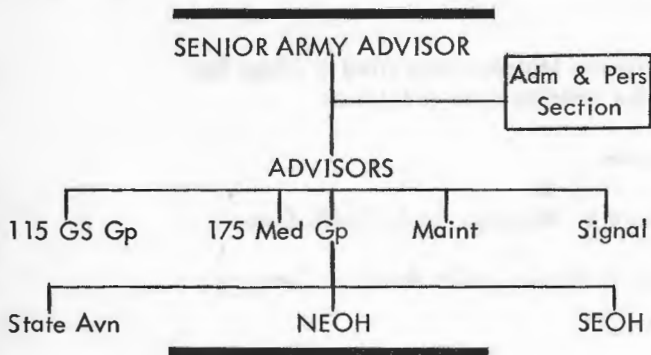 SENIOR ARMY ADVISOR
Adm & Pers
Section
ADVISORS
115 GS Gp 175 Med Gp Maint Signal
State Avn NEOH SEOH